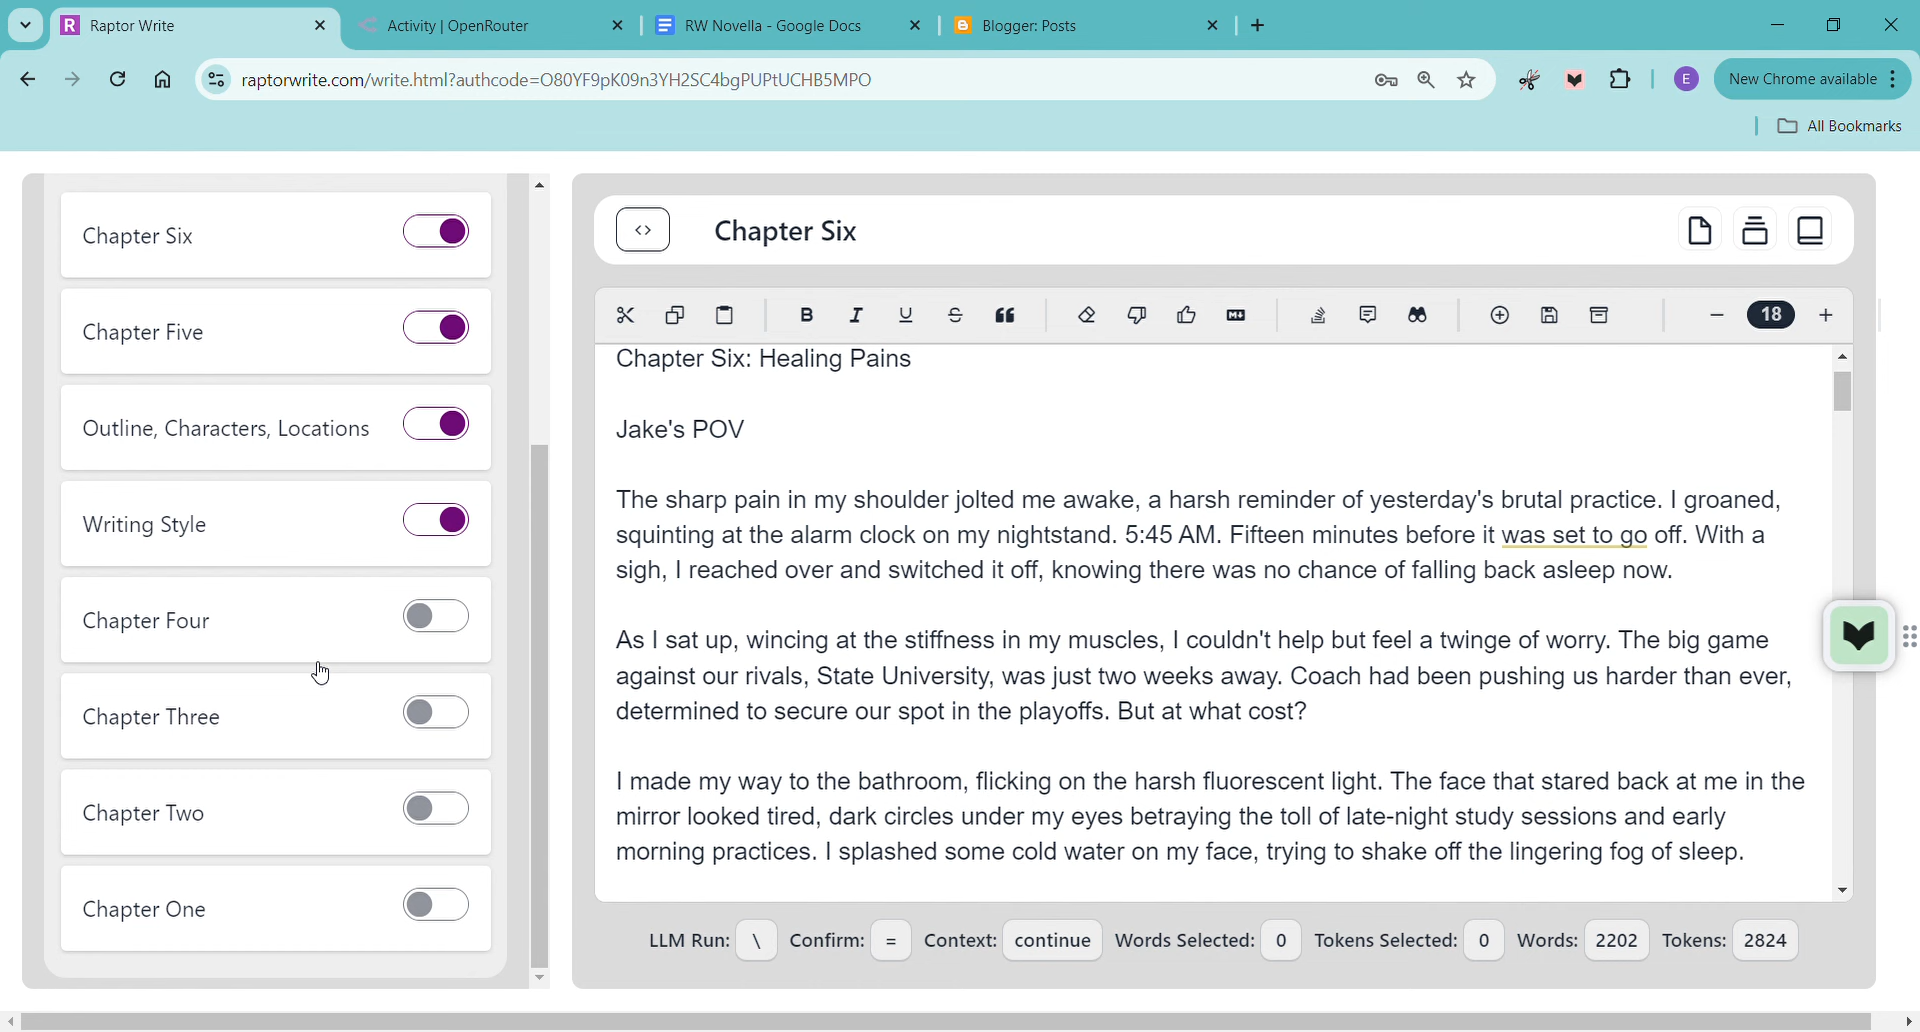 Raptor Write
Activity | OpenRouter
RW Novella - Google Docs
Blogger: Posts
raptorwrite.com/write.html?authcode=O80YF9pK09n3YH2SC4bgPUPtUCHB5MPO
E
New Chrome available
All Bookmarks
Chapter Six
Chapter Five
Outline, Characters, Locations
Writing Style
Chapter Four
Chapter Three
Chapter Two
Chapter One
Chapter Six
18
Chapter Six: Healing Pains
Jake's POV
The sharp pain in my shoulder jolted me awake, a harsh reminder of yesterday's brutal practice. I groaned,
squinting at the alarm clock on my nightstand. 5:45 AM. Fifteen minutes before it was set to go off. With a
sigh, I reached over and switched it off, knowing there was no chance of falling back asleep now.
As I sat up, wincing at the stiffness in my muscles, I couldn't help but feel a twinge of worry. The big game
against our rivals, State University, was just two weeks away. Coach had been pushing us harder than ever,
determined to secure our spot in the playoffs. But at what cost?
I made my way to the bathroom, flicking on the harsh fluorescent light. The face that stared back at me in the
mirror looked tired, dark circles under my eyes betraying the toll of late-night study sessions and early
morning practices. I splashed some cold water on my face, trying to shake off the lingering fog of sleep.
LLM Run: \ Confirm: = Context: continue Words Selected: 0 Tokens Selected: 0 Words: 2202 Tokens: 2824